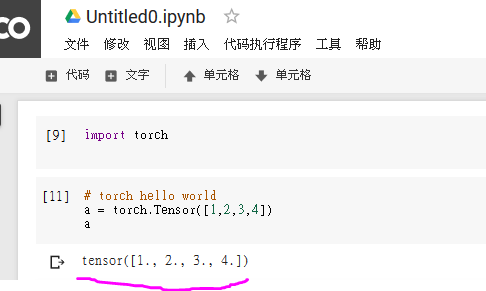 CO
Untitled0.ipynb
文件 修改 视图 插入 代码执行程序 工具 帮助
代码 文字 单元格 单元格
[9] import torch
[11] # torch hello world
a = torch.Tensor([1,2,3,4])
a
tensor([1., 2., 3., 4.])